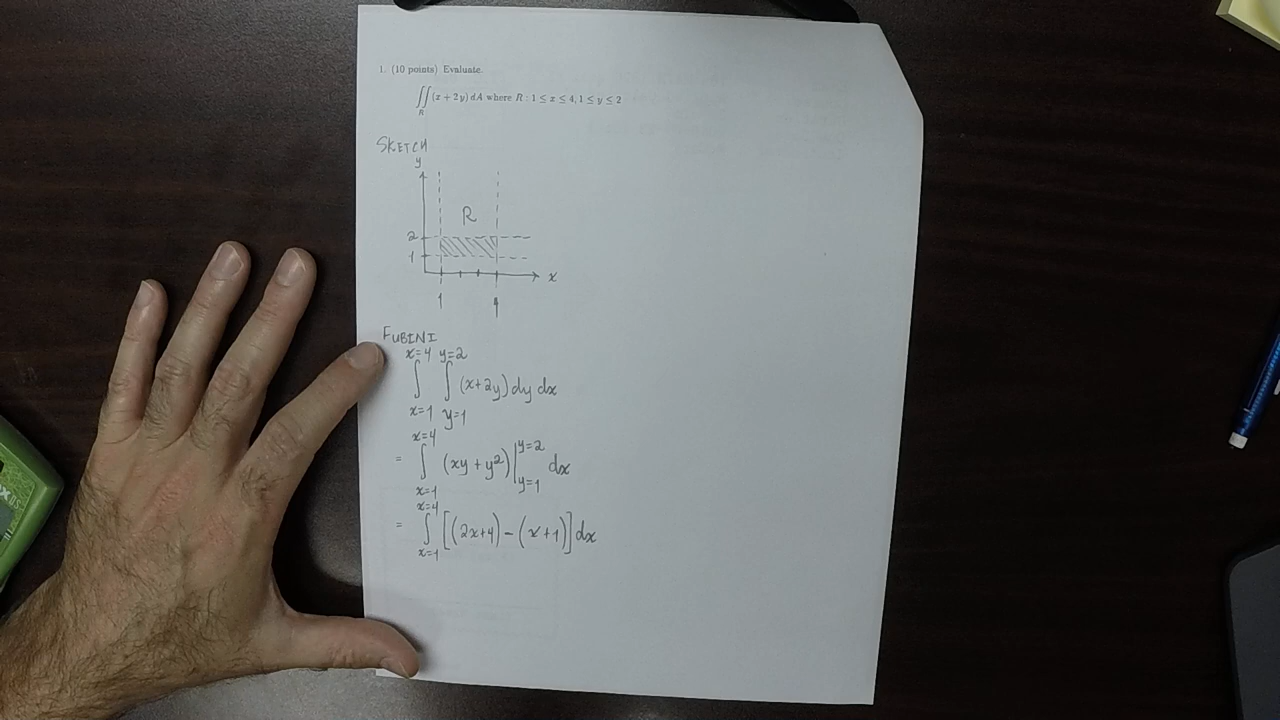 1. (10 points) Evaluate.
∬_R (x + 2y) dA where R : 1 ≤ x ≤ 4, 1 ≤ y ≤ 2
SKETCH
y
R
2
1
x
1 4
FUBINI
∫_{x=1}^{x=4} ∫_{y=1}^{y=2} (x+2y) dy dx
= ∫_{x=1}^{x=4} (xy + y²) |_{y=1}^{y=2} dx
= ∫_{x=1}^{x=4} [(2x+4) - (x+1)] dx